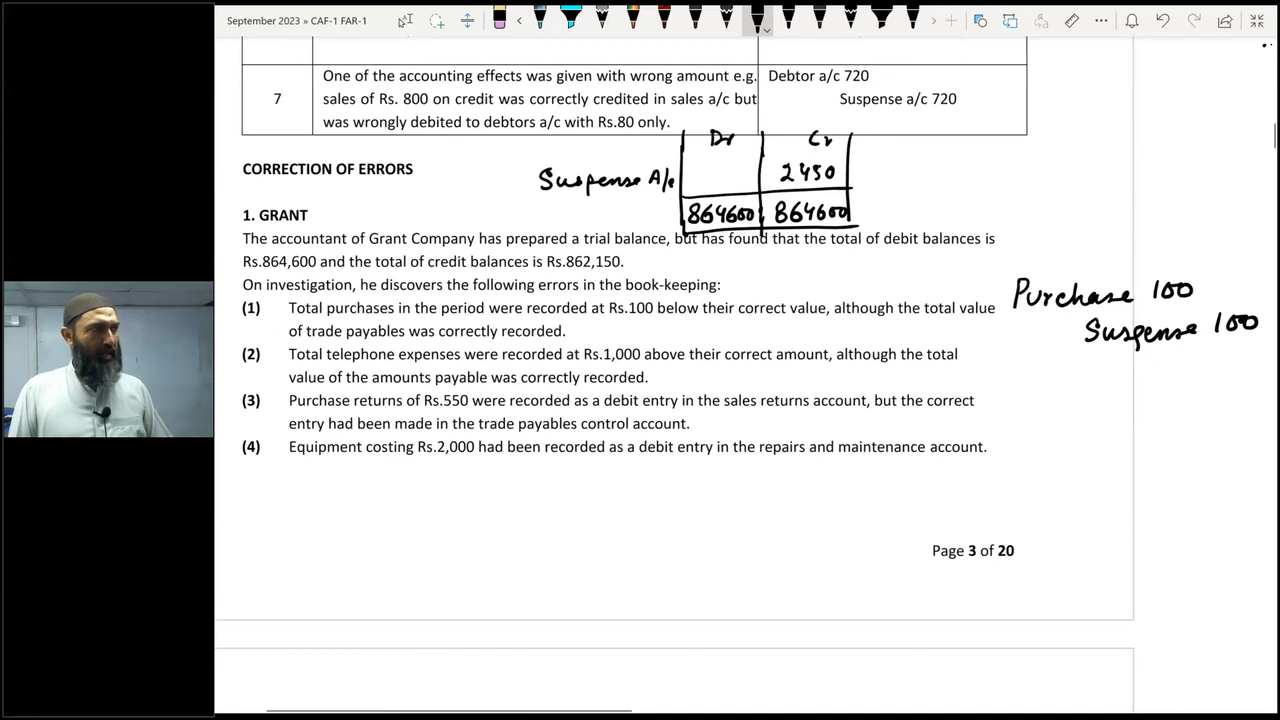 September 2023 » CAF-1 FAR-1
7
One of the accounting effects was given with wrong amount e.g.
sales of Rs. 800 on credit was correctly credited in sales a/c but
was wrongly debited to debtors a/c with Rs.80 only.
Debtor a/c 720
Suspense a/c 720
Dr Cr
CORRECTION OF ERRORS
Suspense A/c 2450
864600 864600
1. GRANT
The accountant of Grant Company has prepared a trial balance, but has found that the total of debit balances is
Rs.864,600 and the total of credit balances is Rs.862,150.
On investigation, he discovers the following errors in the book-keeping:
(1) Total purchases in the period were recorded at Rs.100 below their correct value, although the total value
of trade payables was correctly recorded.
Purchase 100
Suspense 100
(2) Total telephone expenses were recorded at Rs.1,000 above their correct amount, although the total
value of the amounts payable was correctly recorded.
(3) Purchase returns of Rs.550 were recorded as a debit entry in the sales returns account, but the correct
entry had been made in the trade payables control account.
(4) Equipment costing Rs.2,000 had been recorded as a debit entry in the repairs and maintenance account.
Page 3 of 20